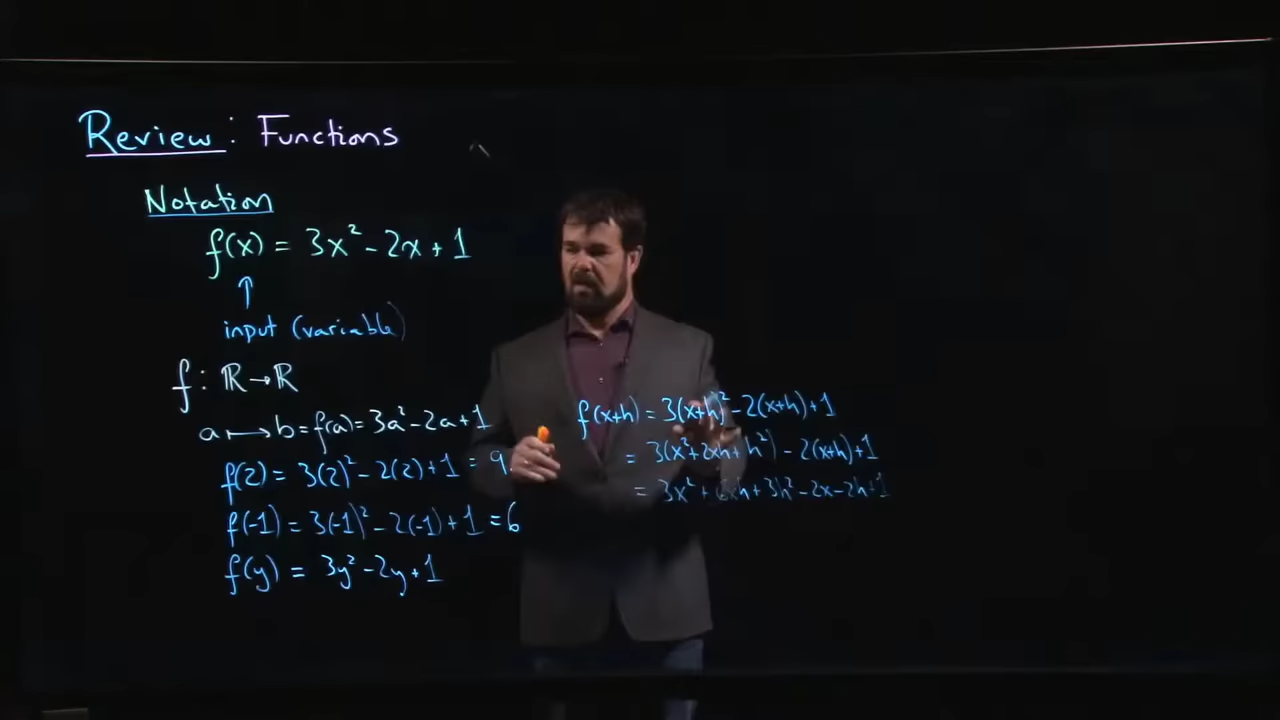 Review: Functions
Notation
f(x) = 3x² - 2x + 1
↑
input (variable)
f: ℝ→ℝ
a ⟼ b = f(a) = 3a² - 2a + 1
f(2) = 3(2)² - 2(2) + 1 = 9.
f(-1) = 3(-1)² - 2(-1) + 1 = 6
f(y) = 3y² - 2y + 1
f(x+h) = 3(x+h)² - 2(x+h) + 1
= 3(x² + 2xh + h²) - 2(x+h) + 1
= 3x² + 6xh + 3h² - 2x - 2h + 1